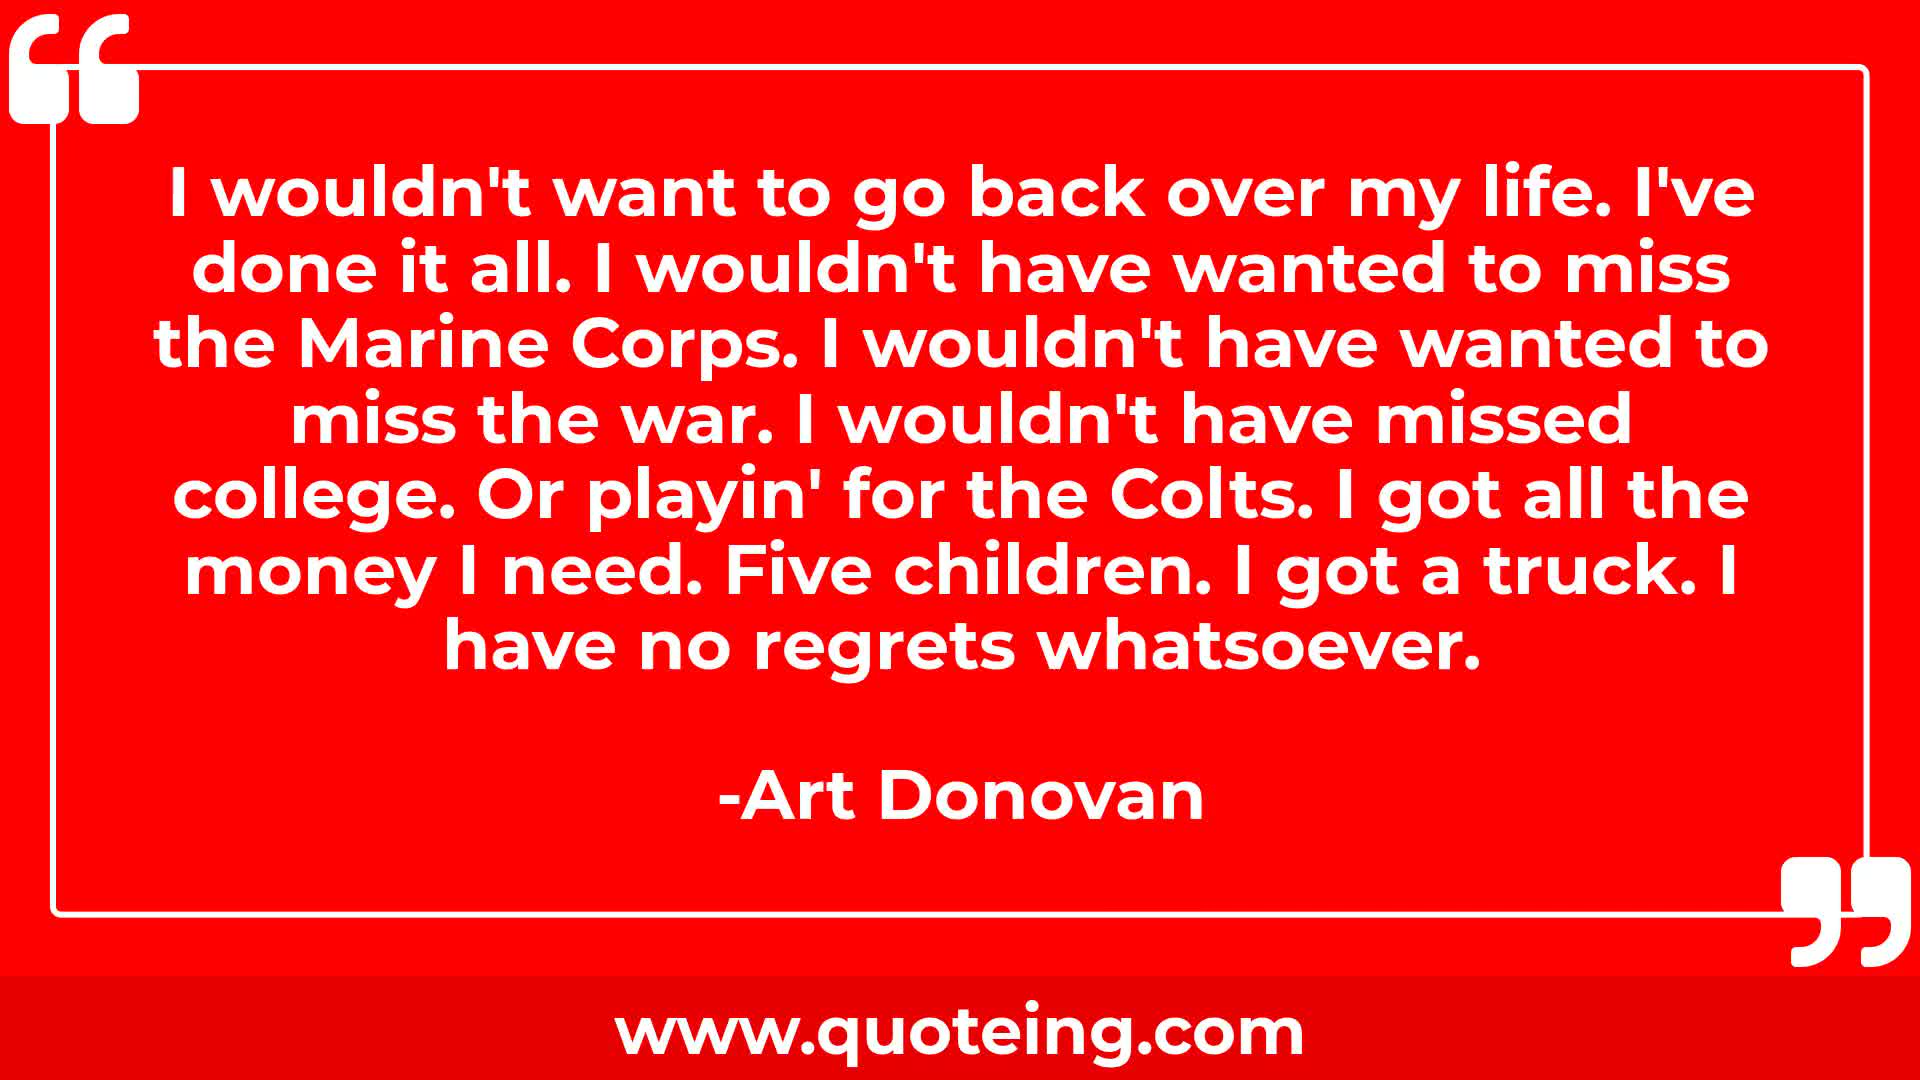 I wouldn't want to go back over my life. I've
done it all. I wouldn't have wanted to miss
the Marine Corps. I wouldn't have wanted to
miss the war. I wouldn't have missed
college. Or playin' for the Colts. I got all the
money I need. Five children. I got a truck. I
have no regrets whatsoever.
-Art Donovan
www.quoteing.com